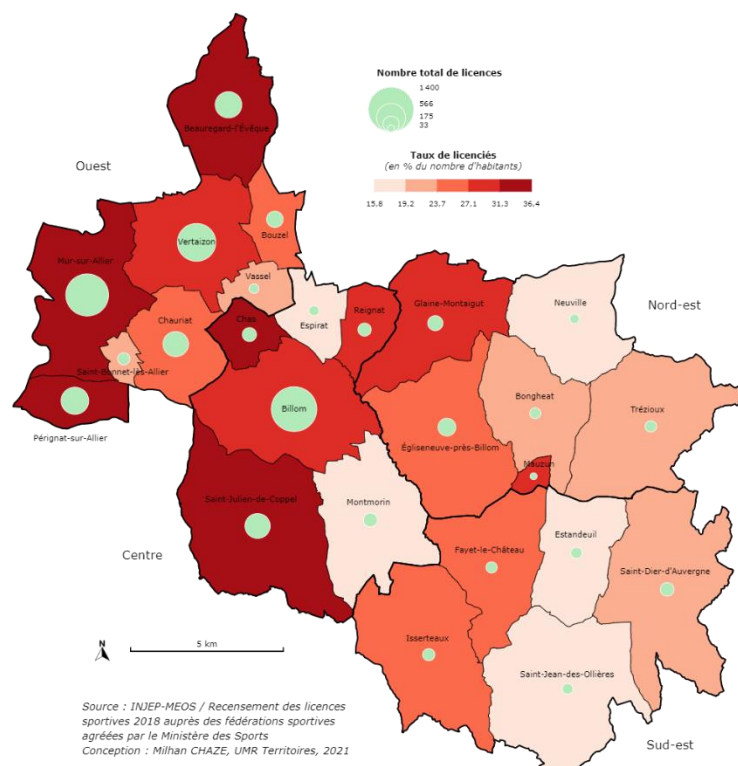 Nombre total de licences
1 400
566
175
33
Taux de licenciés
(en % du nombre d'habitants)
15.8 19.2 23.7 27.1 31.3 36.4
Beauregard-l'Évêque
Ouest
Vertaizon
Bouzel
Mur-sur-Allier
Vassel
Glaine-Montaigut
Neuville
Nord-est
Chauriat
Chas
Espirat
Reignat
Saint-Bonnet-lès-Allier
Billom
Bongheat
Trézioux
Pérignat-sur-Allier
Égliseneuve-près-Billom
Mauzun
Saint-Julien-de-Coppel
Montmorin
Estandeuil
Centre
Fayet-le-Château
Saint-Dier-d'Auvergne
N
5 km
Isserteaux
Saint-Jean-des-Ollières
Source : INJEP-MEOS / Recensement des licences
sportives 2018 auprès des fédérations sportives
agréées par le Ministère des Sports
Conception : Milhan CHAZE, UMR Territoires, 2021
Sud-est